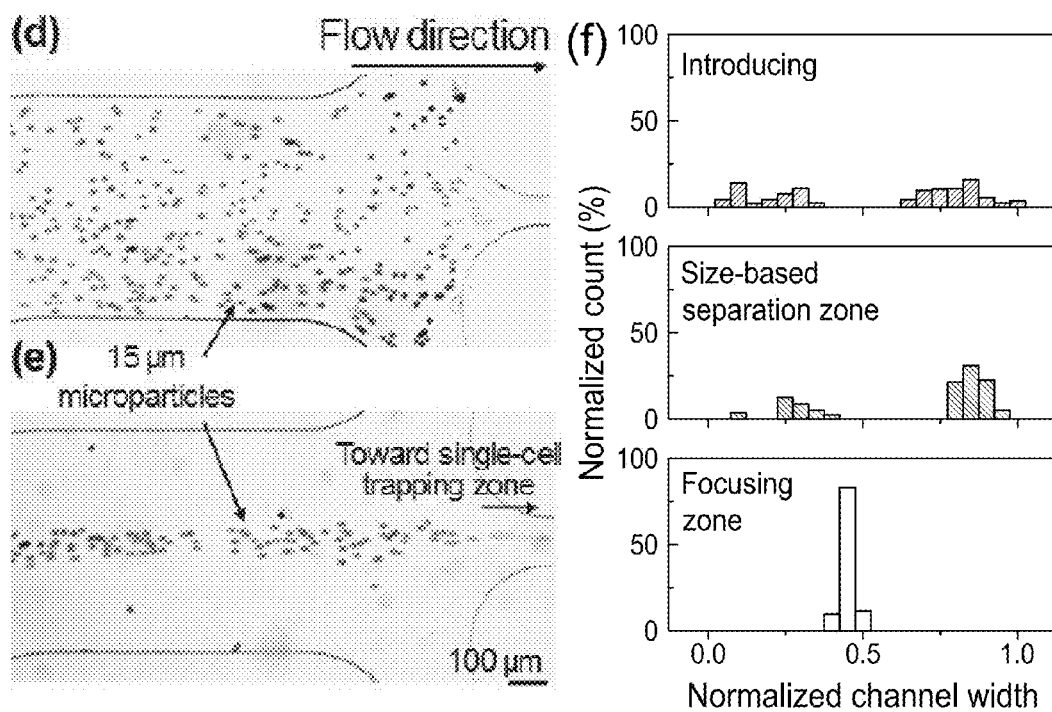 (d)
Flow direction
15 µm
microparticles
(e)
Toward single-cell
trapping zone
100 µm
(f)
Normalized count (%)
100
50
0
Introducing
100
50
0
Size-based
separation zone
100
50
0
Focusing
zone
0.0
0.5
1.0
Normalized channel width